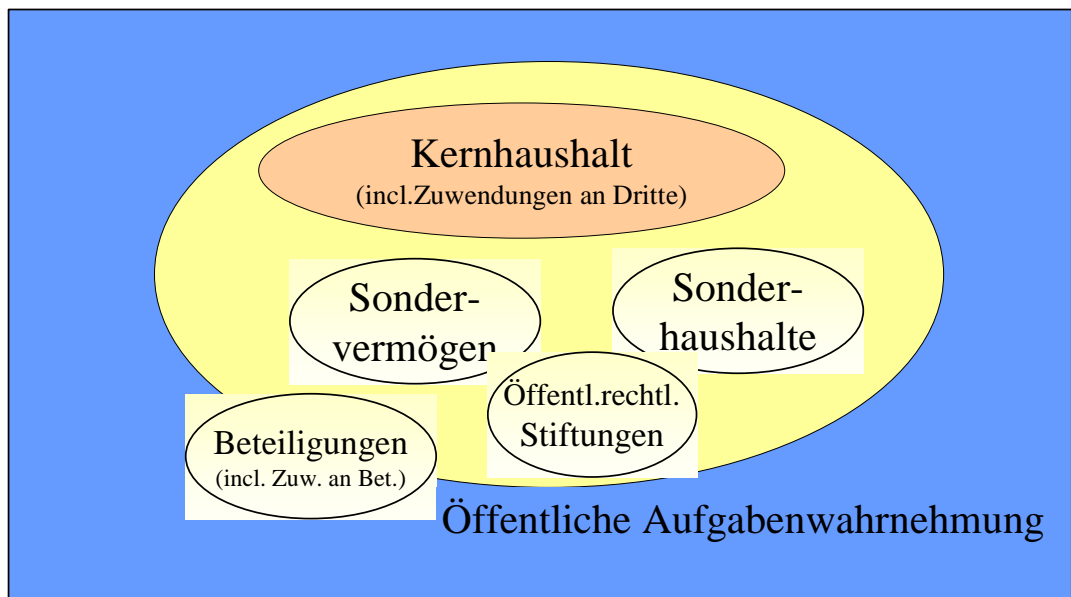 Kernhaushalt
(incl.Zuwendungen an Dritte)
Sonder-
vermögen
Sonder-
haushalte
Öffentl.rechtl.
Stiftungen
Beteiligungen
(incl. Zuw. an Bet.)
Öffentliche Aufgabenwahrnehmung